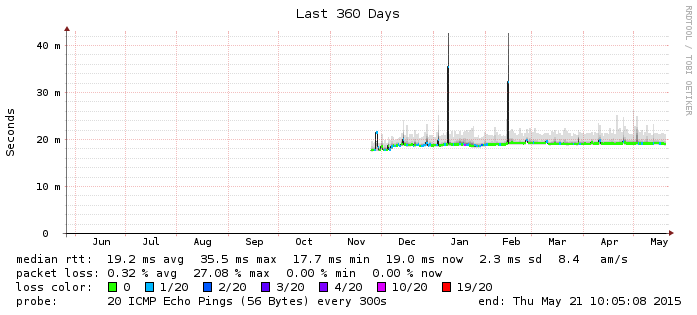 Last 360 Days
RRDTOOL / TOBI OETIKER
Seconds
40 m
30 m
20 m
10 m
0
Jun Jul Aug Sep Oct Nov Dec Jan Feb Mar Apr May
median rtt: 19.2 ms avg 35.5 ms max 17.7 ms min 19.0 ms now 2.3 ms sd 8.4 am/s
packet loss: 0.32 % avg 27.08 % max 0.00 % min 0.00 % now
loss color: 0 1/20 2/20 3/20 4/20 10/20 19/20
probe: 20 ICMP Echo Pings (56 Bytes) every 300s end: Thu May 21 10:05:08 2015